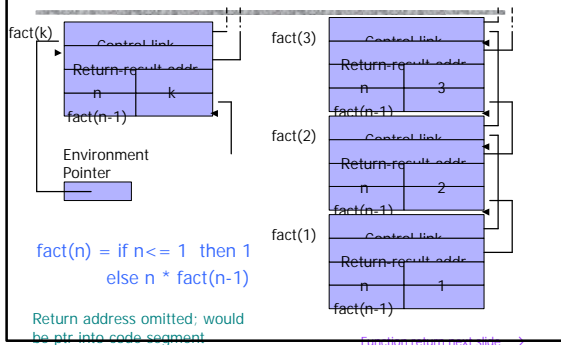 fact(k)
Control link
Return-result addr
n k
fact(n-1)
Environment
Pointer
fact(n) = if n<= 1 then 1
else n * fact(n-1)
Return address omitted; would
be ptr into code segment
fact(3)
Control link
Return-result addr
n 3
fact(n-1)
fact(2)
Control link
Return-result addr
n 2
fact(n-1)
fact(1)
Control link
Return-result addr
n 1
fact(n-1)
Function return next slide →